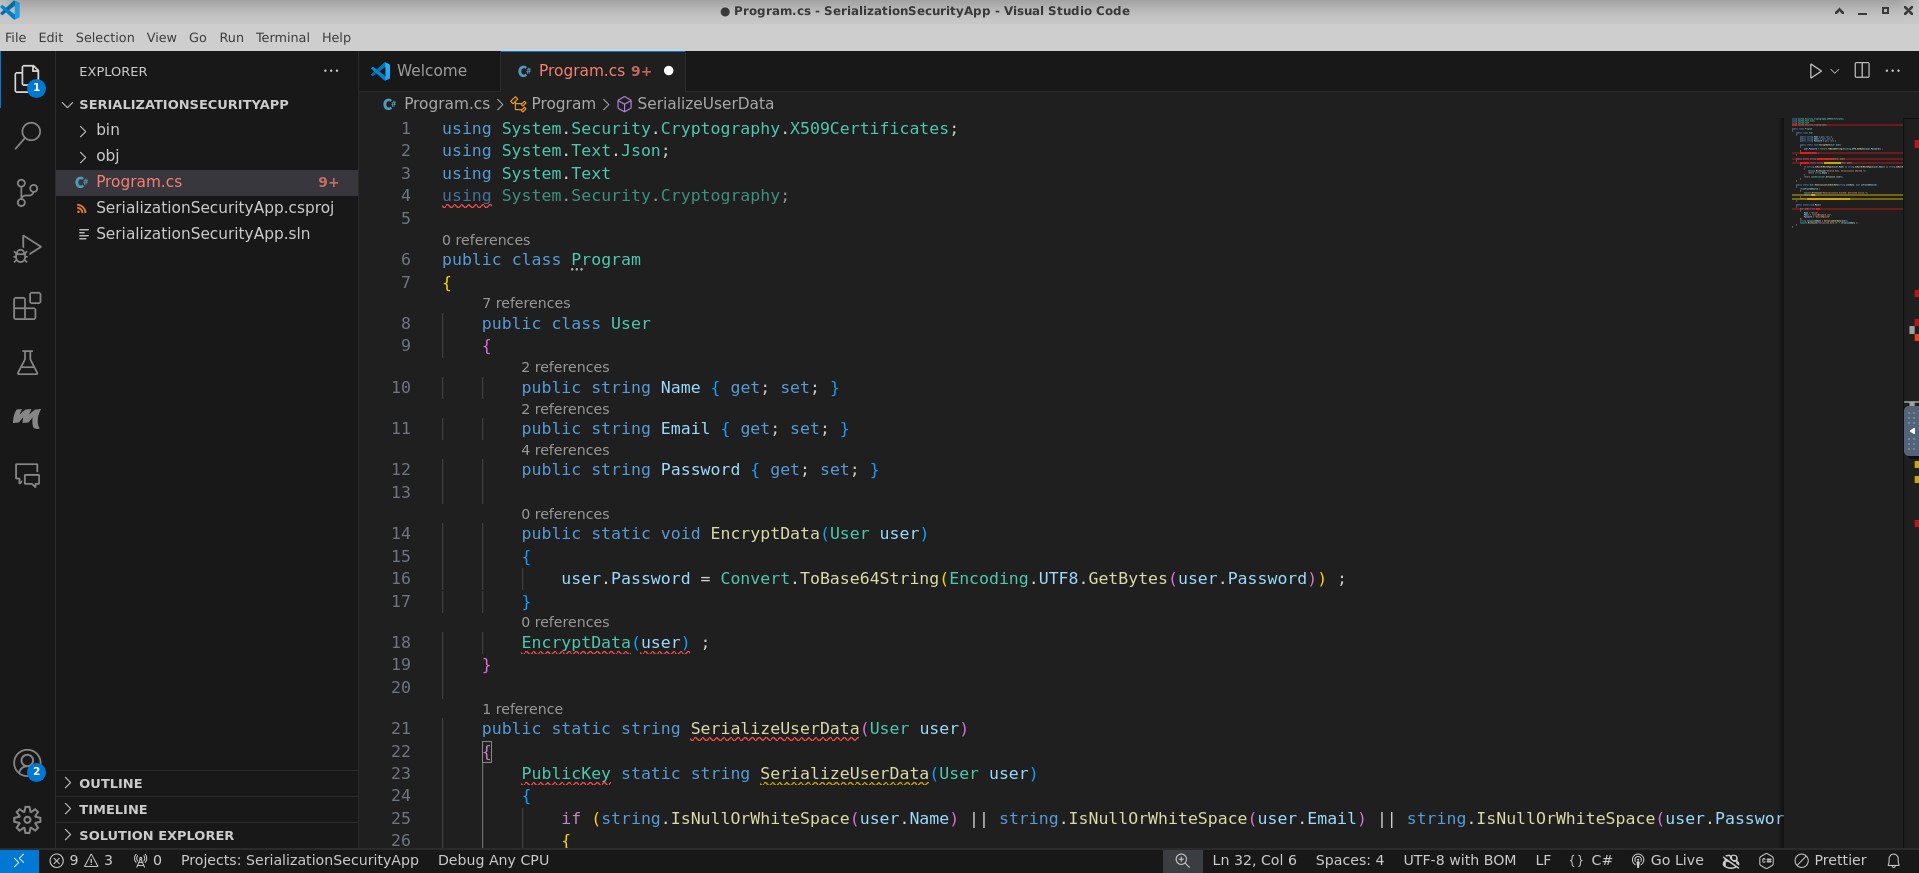 ● Program.cs - SerializationSecurityApp - Visual Studio Code
File Edit Selection View Go Run Terminal Help
EXPLORER
Welcome
Program.cs 9+
1
SERIALIZATIONSECURITYAPP
bin
obj
Program.cs 9+
SerializationSecurityApp.csproj
SerializationSecurityApp.sln
Program.cs > Program > SerializeUserData
1 using System.Security.Cryptography.X509Certificates;
2 using System.Text.Json;
3 using System.Text
4 using System.Security.Cryptography;
5
0 references
6 public class Program
7 {
7 references
8 public class User
9 {
2 references
10 public string Name { get; set; }
2 references
11 public string Email { get; set; }
4 references
12 public string Password { get; set; }
13
0 references
14 public static void EncryptData(User user)
15 {
16 user.Password = Convert.ToBase64String(Encoding.UTF8.GetBytes(user.Password)) ;
17 }
0 references
18 EncryptData(user) ;
19 }
20
1 reference
21 public static string SerializeUserData(User user)
22 {
23 PublicKey static string SerializeUserData(User user)
24 {
25 if (string.IsNullOrWhiteSpace(user.Name) || string.IsNullOrWhiteSpace(user.Email) || string.IsNullOrWhiteSpace(user.Passwor
26 {
2
OUTLINE
TIMELINE
SOLUTION EXPLORER
9 3 0 Projects: SerializationSecurityApp Debug Any CPU Ln 32, Col 6 Spaces: 4 UTF-8 with BOM LF {} C# Go Live Prettier